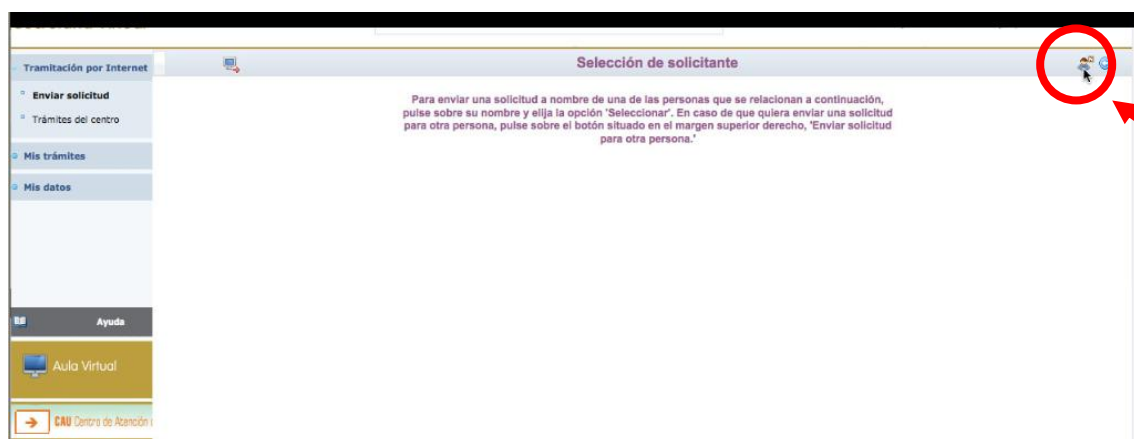 Tramitación por Internet
Selección de solicitante
Enviar solicitud
Trámites del centro
Mis trámites
Mis datos
Para enviar una solicitud a nombre de una de las personas que se relacionan a continuación,
pulse sobre su nombre y elija la opción 'Seleccionar'. En caso de que quiera enviar una solicitud
para otra persona, pulse sobre el botón situado en el margen superior derecho, 'Enviar solicitud
para otra persona.'
Ayuda
Aula Virtual
CAU Centro de Atención